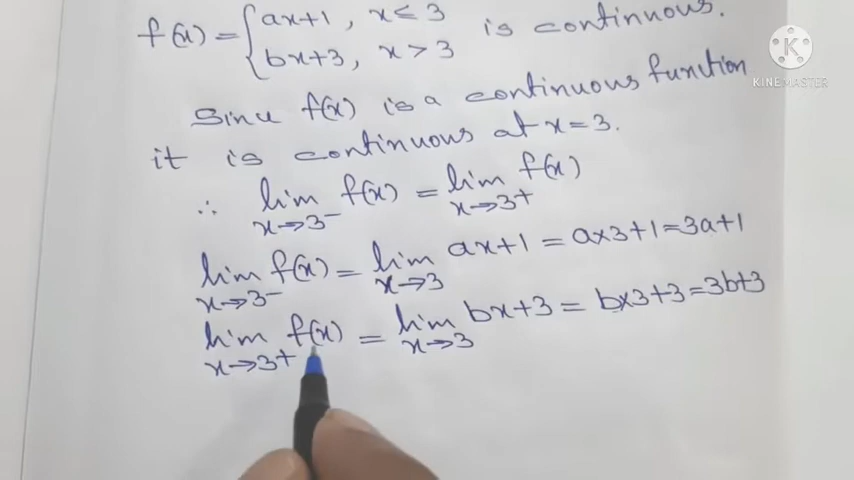 f(x) = { ax+1, x ≤ 3
bx+3, x > 3 is continuous.
Since f(x) is a continuous function
it is continuous at x=3.
∴ lim x→3⁻ f(x) = lim x→3⁺ f(x)
lim x→3⁻ f(x) = lim x→3 ax+1 = a×3+1=3a+1
lim x→3⁺ f(x) = lim x→3 bx+3 = b×3+3=3b+3
K
KINEMASTER